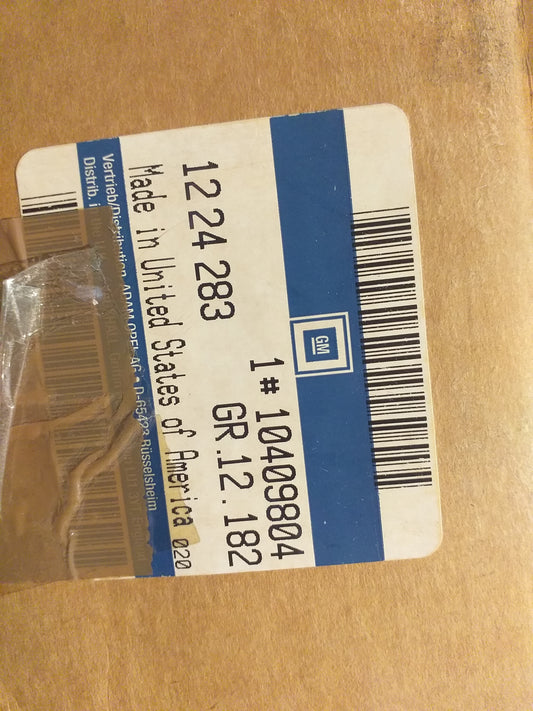 GM
1#10409804
12 24 283 GR.12.182
Made in United States of America 020
Vertrieb/Distribution ADAM OPEL AG • D-65423 Rüsselsheim
Distrib.